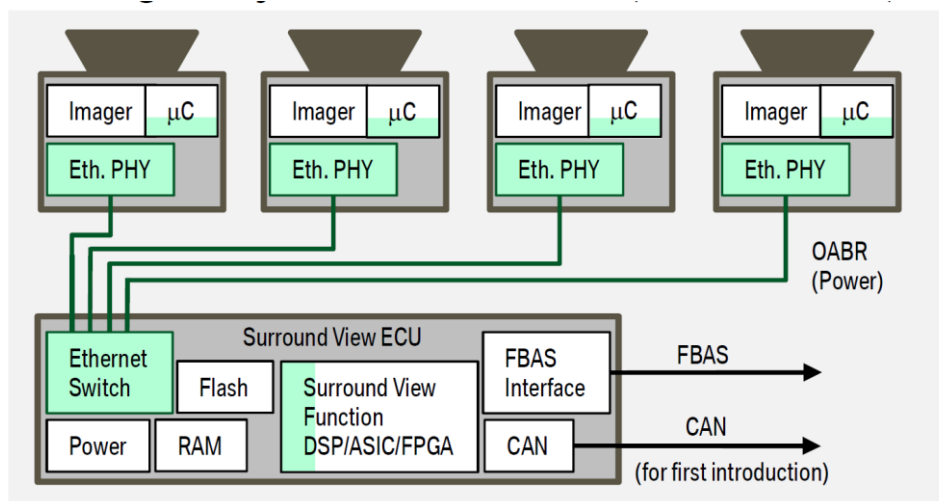 Imager
μC
Eth. PHY
Imager
μC
Eth. PHY
Imager
μC
Eth. PHY
Imager
μC
Eth. PHY
OABR
(Power)
Surround View ECU
Ethernet
Switch
Flash
Surround View
Function
DSP/ASIC/FPGA
FBAS
Interface
Power
RAM
CAN
FBAS
CAN
(for first introduction)